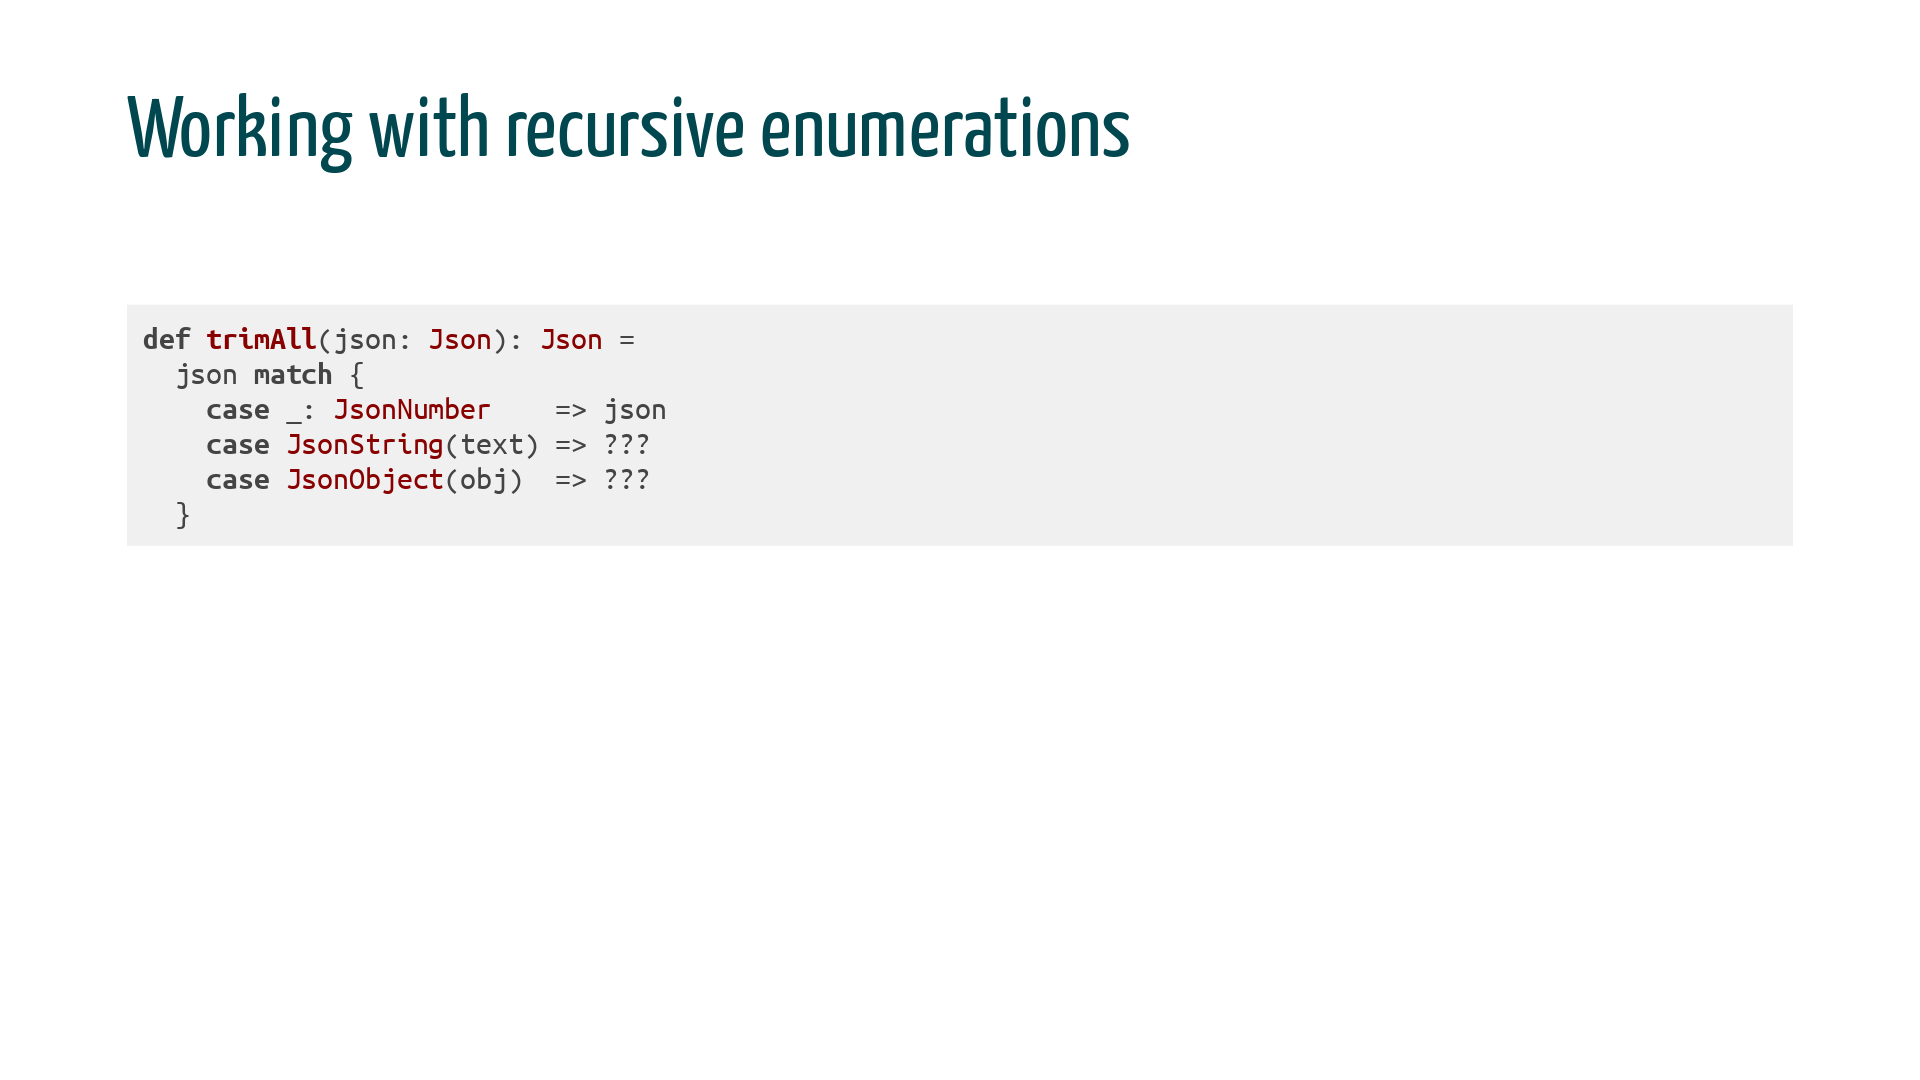 Working with recursive enumerations
def trimAll(json: Json): Json =
  json match {
    case _: JsonNumber    => json
    case JsonString(text) => ???
    case JsonObject(obj)  => ???
  }